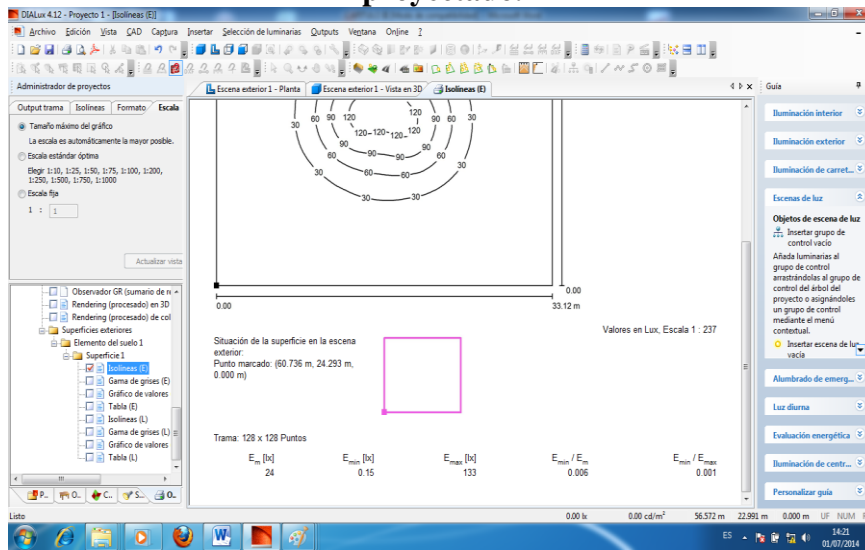 proyectado.
DIALux 4.12 - Proyecto 1 - [Isolíneas (E)]
Archivo Edición Vista CAD Captura Insertar Selección de luminarias Outputs Ventana Online ?
Administrador de proyectos
Output trama Isolíneas Formato Escala
Tamaño máximo del gráfico
La escala es automáticamente la mayor posible.
Escala estándar óptima
Elegir 1:10, 1:25, 1:50, 1:75, 1:100, 1:200,
1:250, 1:500, 1:750, 1:1000
Escala fija
1 : 1
Actualizar vista
Observador GR (sumario de re
Rendering (procesado) en 3D
Rendering (procesado) de col
Superficies exteriores
Elemento del suelo 1
Superficie 1
Isolíneas (E)
Gama de grises (E)
Gráfico de valores
Tabla (E)
Isolíneas (L)
Gama de grises (L)
Gráfico de valores
Tabla (L)
P... O... C... S... O...
Listo
Escena exterior 1 - Planta Escena exterior 1 - Vista en 3D Isolíneas (E)
30 60 90 120 120 90 60 30
120 120 120 120
90 90 90 90
60 60 60
30 30
30 30
0.00
0.00 33.12 m
Valores en Lux, Escala 1 : 237
Situación de la superficie en la escena
exterior:
Punto marcado: (60.736 m, 24.293 m,
0.000 m)
Trama: 128 x 128 Puntos
Em [lx] Emin [lx] Emax [lx] Emin / Em Emin / Emax
24 0.15 133 0.006 0.001
Guía
Iluminación interior
Iluminación exterior
Iluminación de carret...
Escenas de luz
Objetos de escena de luz
Insertar grupo de
control vacío
Añada luminarias al
grupo de control
arrastrándolas al grupo de
control del árbol del
proyecto o asignándoles
un grupo de control
mediante el menú
contextual.
Insertar escena de luz
vacía
Alumbrado de emerg...
Luz diurna
Evaluación energética
Iluminación de centr...
Personalizar guía
0.00 lx 0.00 cd/m² 56.572 m 22.991 m 0.000 m UF NUM
ES 14:21
01/07/2014